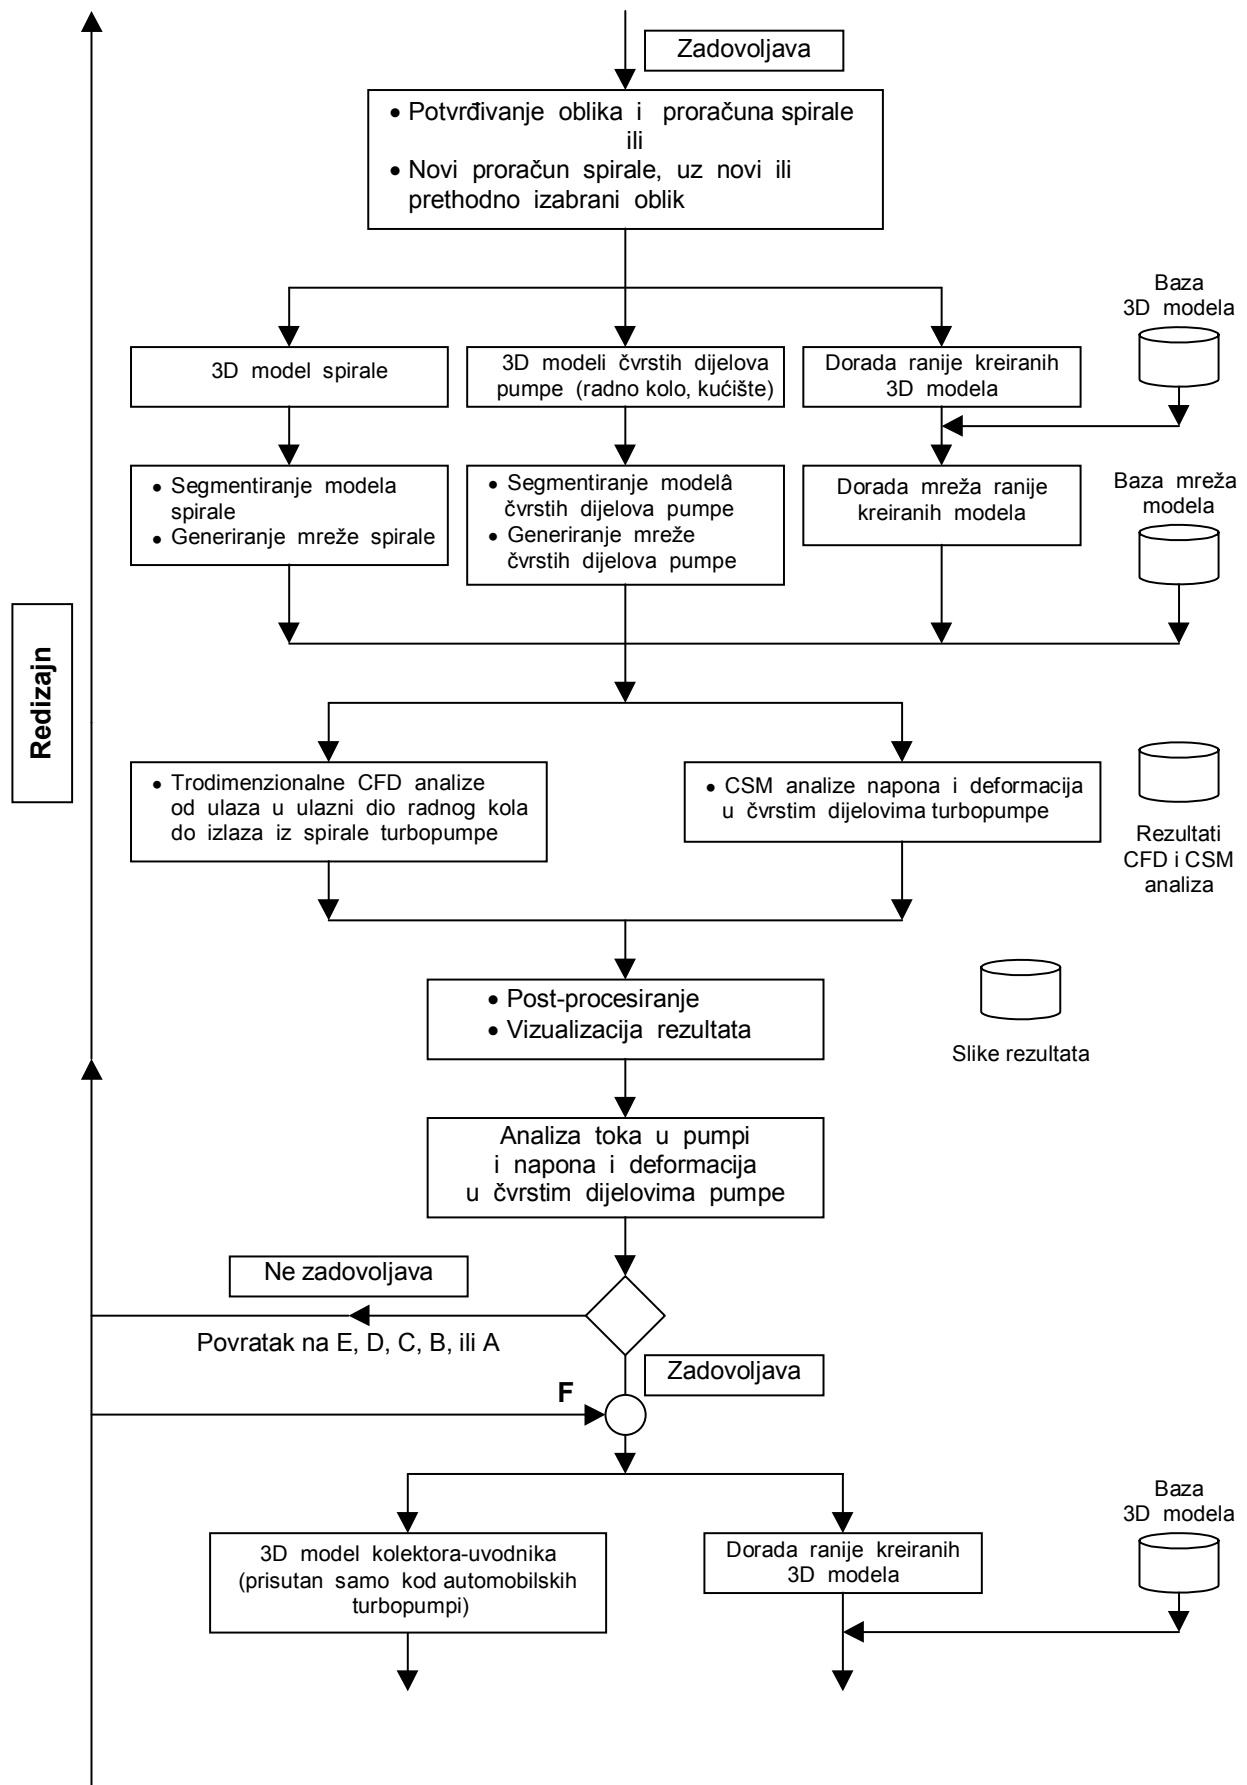 Zadovoljava
• Potvrđivanje oblika i proračuna spirale
ili
• Novi proračun spirale, uz novi ili
prethodno izabrani oblik
Baza
3D modela
3D model spirale
3D modeli čvrstih dijelova
pumpe (radno kolo, kućište)
Dorada ranije kreiranih
3D modela
• Segmentiranje modela
spirale
• Generiranje mreže spirale
• Segmentiranje modelâ
čvrstih dijelova pumpe
• Generiranje mreže
čvrstih dijelova pumpe
Dorada mreža ranije
kreiranih modela
Baza mreža
modela
Redizajn
• Trodimenzionalne CFD analize
od ulaza u ulazni dio radnog kola
do izlaza iz spirale turbopumpe
• CSM analize napona i deformacija
u čvrstim dijelovima turbopumpe
Rezultati
CFD i CSM
analiza
• Post-procesiranje
• Vizualizacija rezultata
Slike rezultata
Analiza toka u pumpi
i napona i deformacija
u čvrstim dijelovima pumpe
Ne zadovoljava
Povratak na E, D, C, B, ili A
Zadovoljava
F
Baza
3D modela
3D model kolektora-uvodnika
(prisutan samo kod automobilskih
turbopumpi)
Dorada ranije kreiranih
3D modela